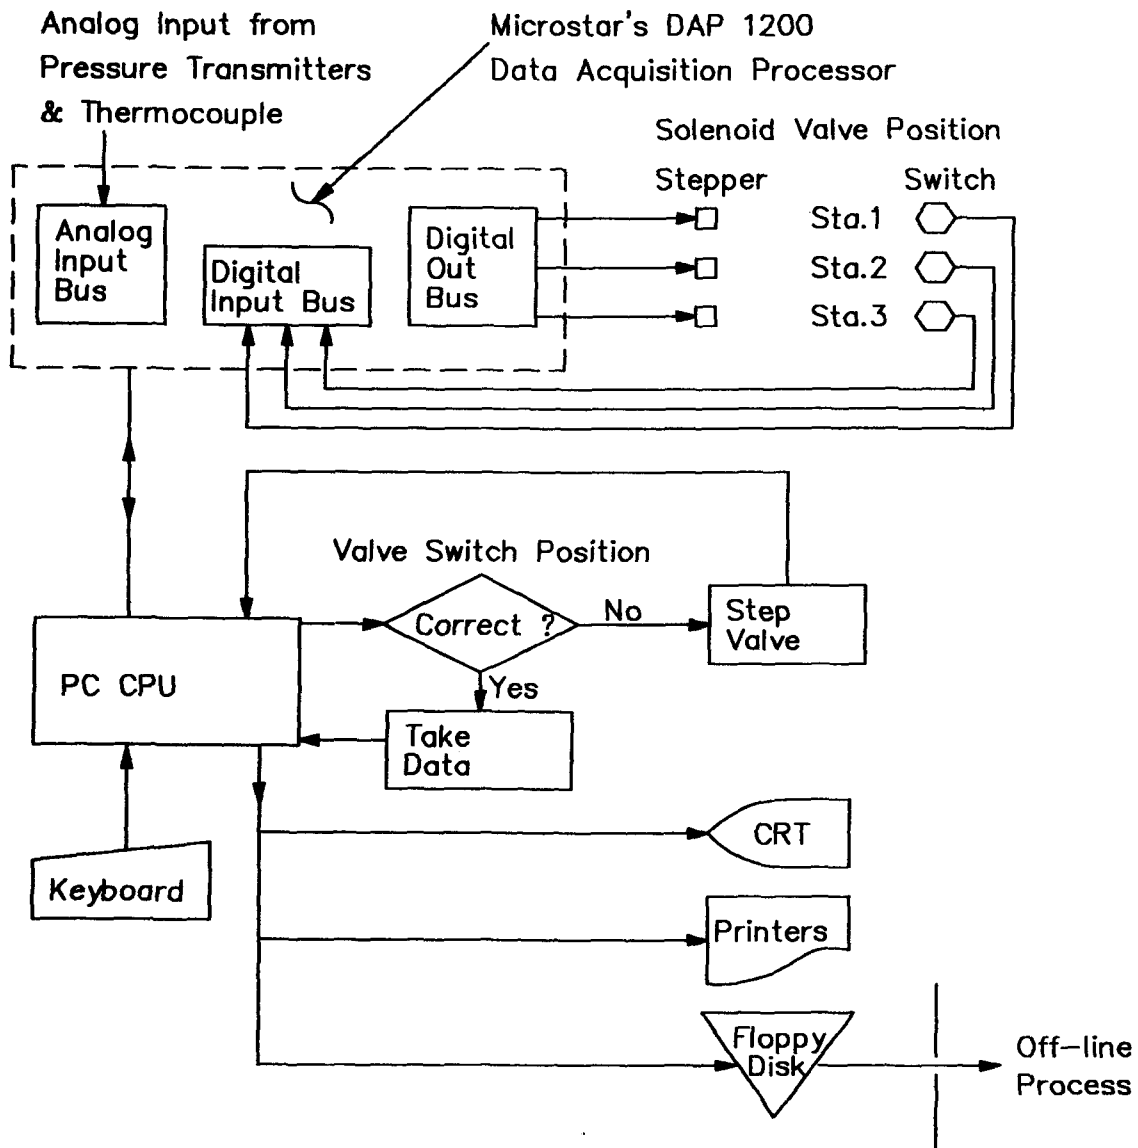 Analog Input from
Pressure Transmitters
& Thermocouple
Microstar's DAP 1200
Data Acquisition Processor
Solenoid Valve Position
Stepper
Switch
Analog
Input
Bus
Digital
Input Bus
Digital
Out
Bus
Sta.1
Sta.2
Sta.3
Valve Switch Position
Correct ?
No
Step
Valve
Yes
PC CPU
Take
Data
Keyboard
CRT
Printers
Floppy
Disk
Off-line
Process